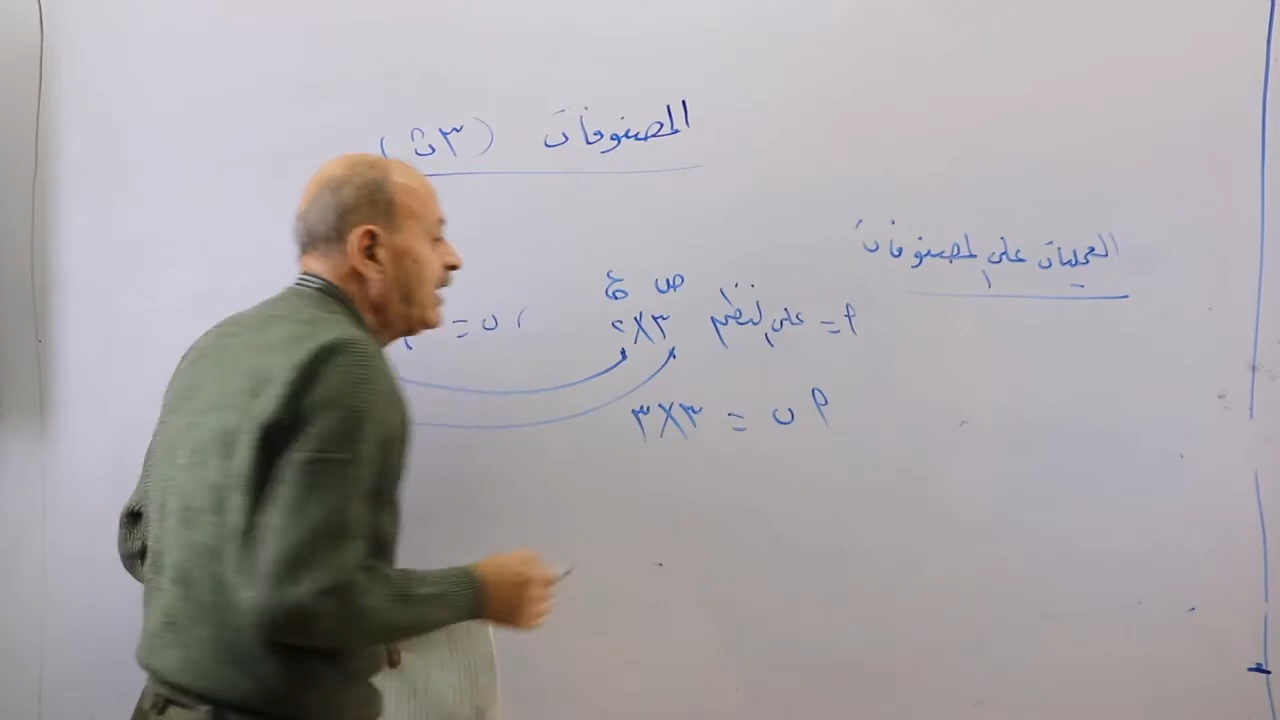 المصفوفات (٣ث)
العمليات على المصفوفات
ص ع
م = على النظم ٣×٢ ، ن =
م ن = ٣×٣